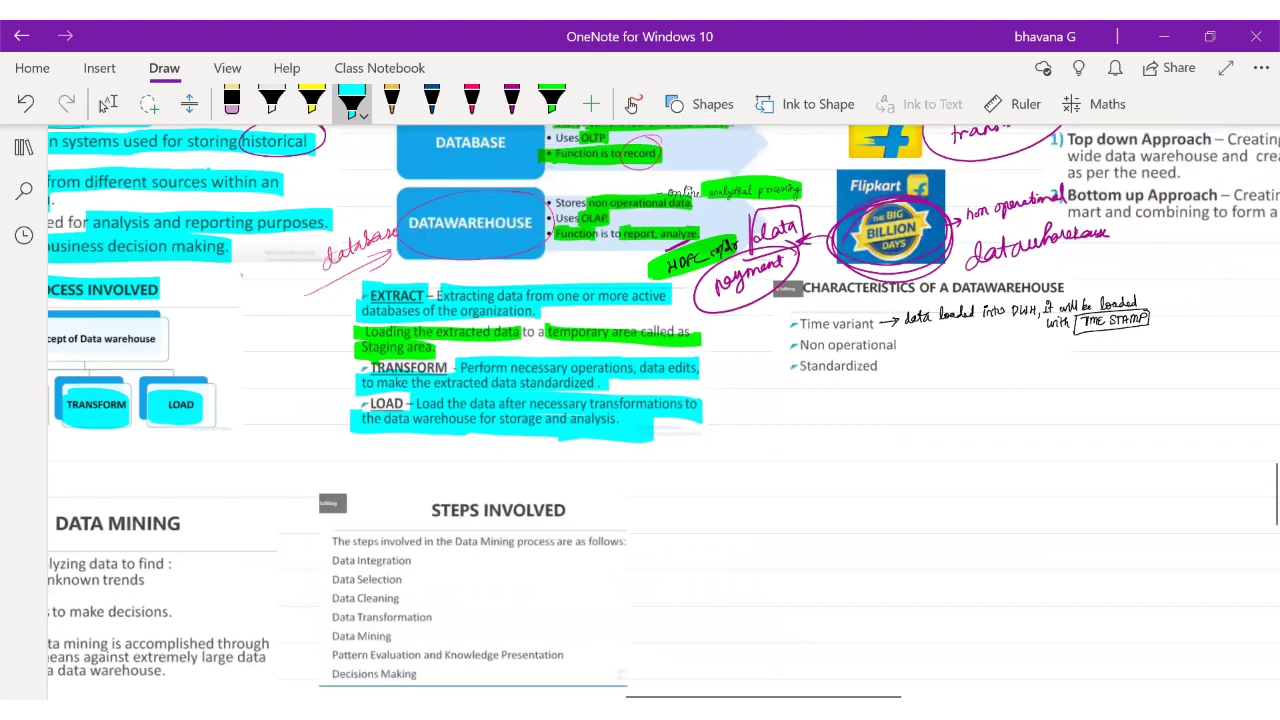 OneNote for Windows 10
bhavana G
Home
Insert
Draw
View
Help
Class Notebook
Share
Shapes
Ink to Shape
Ink to Text
Ruler
Maths
n systems used for storing historical
from different sources within an
ed for analysis and reporting purposes.
business decision making.
OCESS INVOLVED
cept of Data warehouse
TRANSFORM
LOAD
DATABASE
• Uses OLTP
• Function is to record
DATAWAREHOUSE
• Stores non operational data.
• Uses OLAP
• Function is to report, analyze.
- Online analytical processing
database
HDFC
data
payment
Flipkart
THE BIG
BILLION
DAYS
non operational
datawarehouse
1) Top down Approach – Creating
wide data warehouse and crea
as per the need.
2) Bottom up Approach – Creatin
mart and combining to form a
EXTRACT – Extracting data from one or more active
databases of the organization.
Loading the extracted data to a temporary area called as
Staging area.
TRANSFORM – Perform necessary operations, data edits,
to make the extracted data standardized .
LOAD – Load the data after necessary transformations to
the data warehouse for storage and analysis.
CHARACTERISTICS OF A DATAWAREHOUSE
Time variant → data loaded into DWH, it will be loaded
with TIME STAMP
Non operational
Standardized
DATA MINING
lyzing data to find :
nknown trends
s to make decisions.
ta mining is accomplished through
eans against extremely large data
a data warehouse.
STEPS INVOLVED
The steps involved in the Data Mining process are as follows:
Data Integration
Data Selection
Data Cleaning
Data Transformation
Data Mining
Pattern Evaluation and Knowledge Presentation
Decisions Making